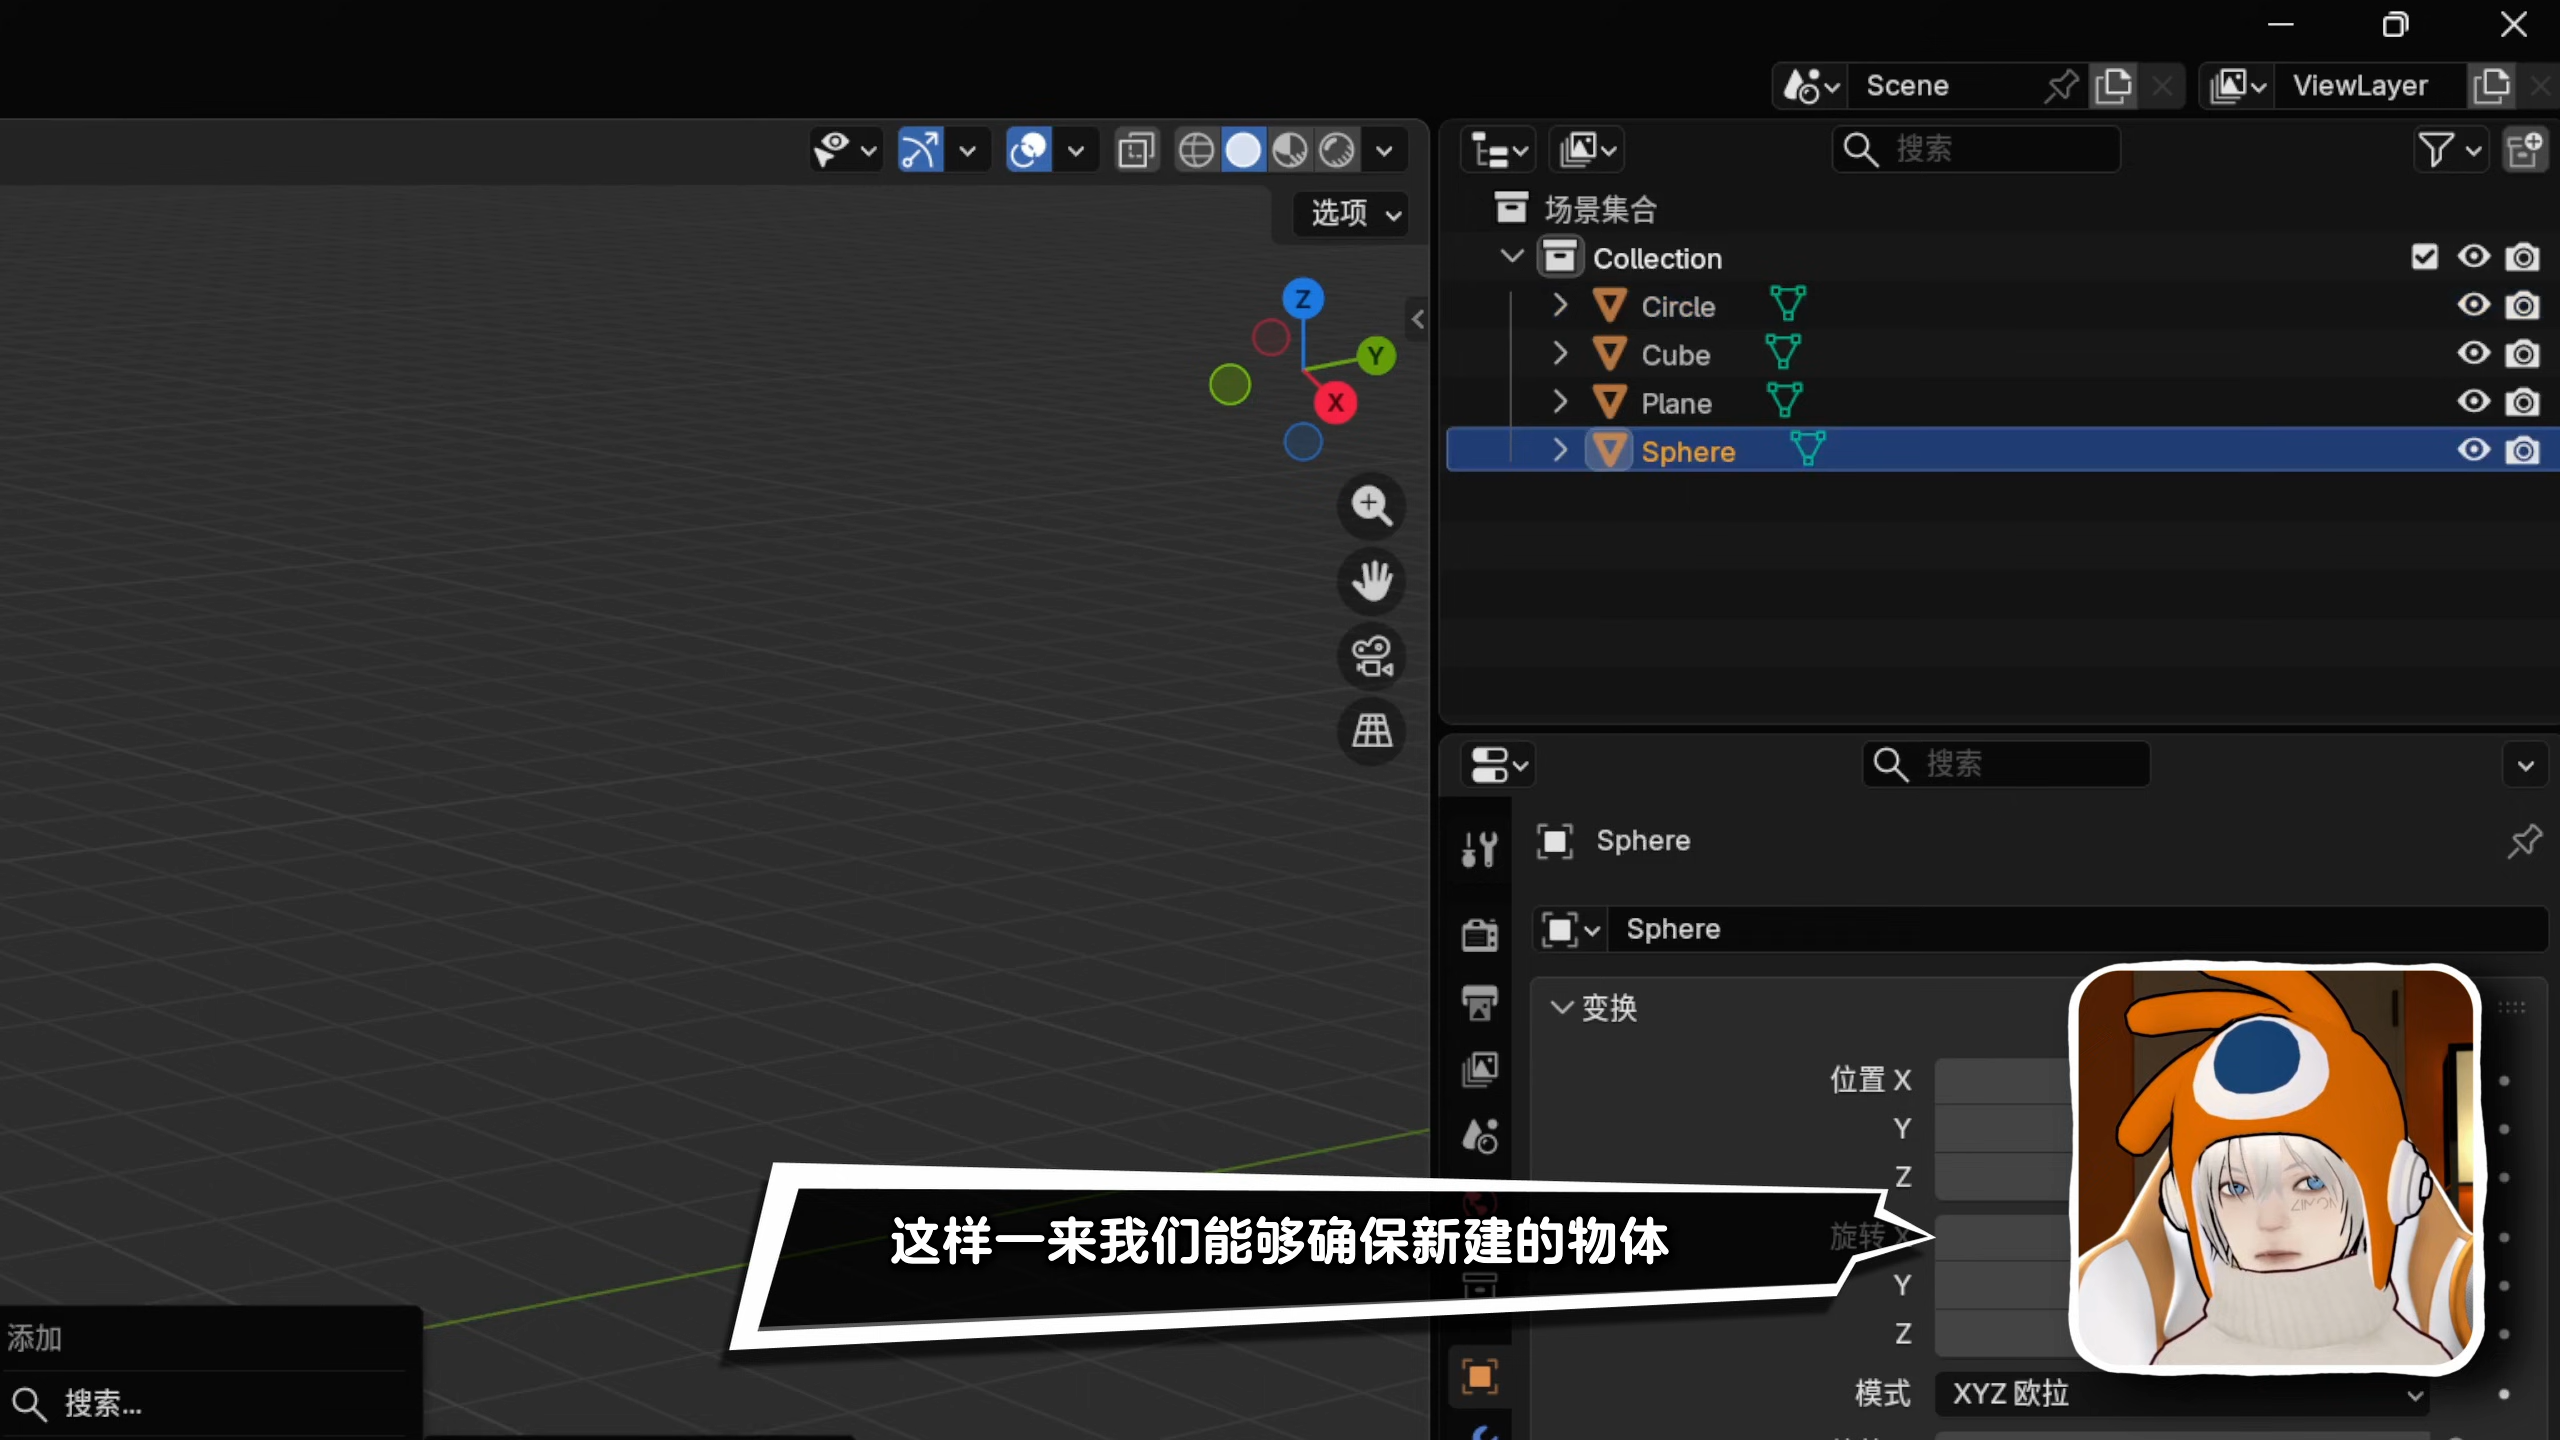 Scene
ViewLayer
搜索
选项
场景集合
Collection
Circle
Cube
Plane
Sphere
Z
Y
X
搜索
Sphere
Sphere
变换
位置 X
Y
Z
旋转 X
Y
Z
模式
XYZ 欧拉
这样一来我们能够确保新建的物体
ZIMON
添加
搜索...